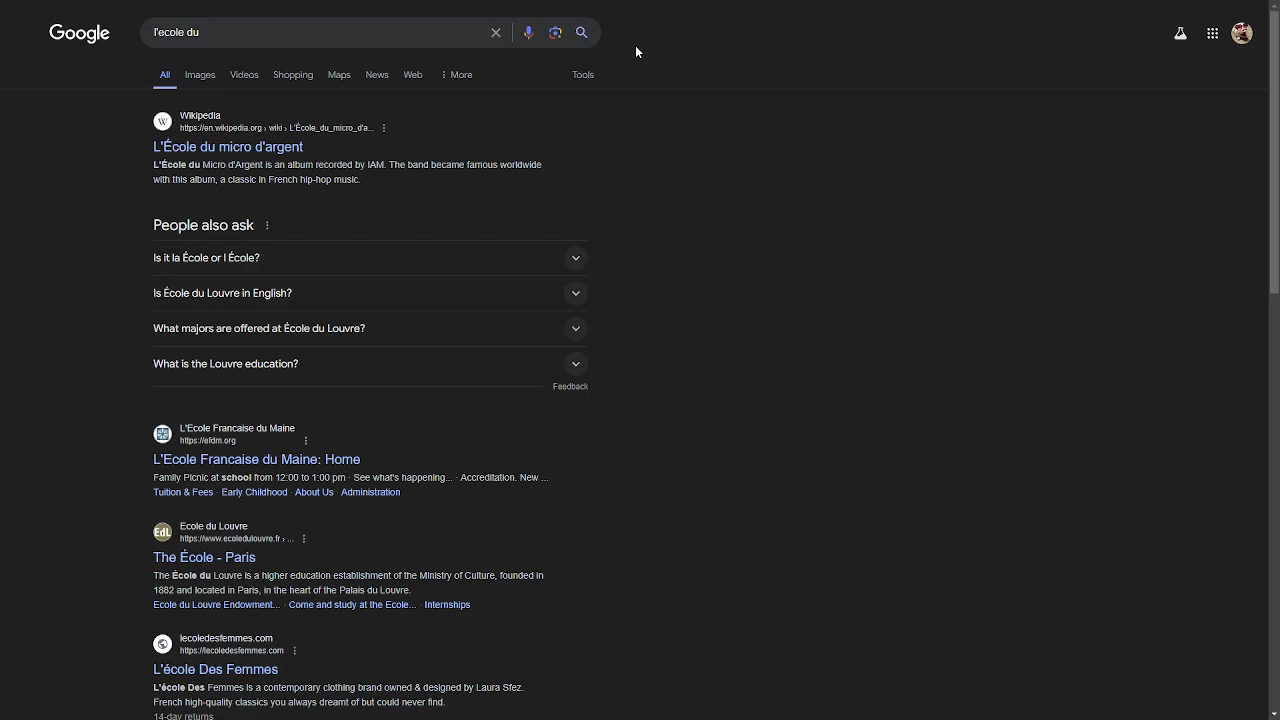 Google
l'ecole du
All Images Videos Shopping Maps News Web More Tools
Wikipedia
https://en.wikipedia.org › wiki › L'École_du_micro_d'a...
L'École du micro d'argent
L'École du Micro d'Argent is an album recorded by IAM. The band became famous worldwide
with this album, a classic in French hip-hop music.
People also ask
Is it la École or l École?
Is École du Louvre in English?
What majors are offered at École du Louvre?
What is the Louvre education?
Feedback
L'Ecole Francaise du Maine
https://efdm.org
L'Ecole Francaise du Maine: Home
Family Picnic at school from 12:00 to 1:00 pm · See what's happening... · Accreditation. New ...
Tuition & Fees · Early Childhood · About Us · Administration
EdL
Ecole du Louvre
https://www.ecoledulouvre.fr › ...
The École - Paris
The École du Louvre is a higher education establishment of the Ministry of Culture, founded in
1882 and located in Paris, in the heart of the Palais du Louvre.
Ecole du Louvre Endowment... · Come and study at the Ecole... · Internships
lecoledesfemmes.com
https://lecoledesfemmes.com
L'école Des Femmes
L'école Des Femmes is a contemporary clothing brand owned & designed by Laura Sfez.
French high-quality classics you always dreamt of but could never find.
14-day returns